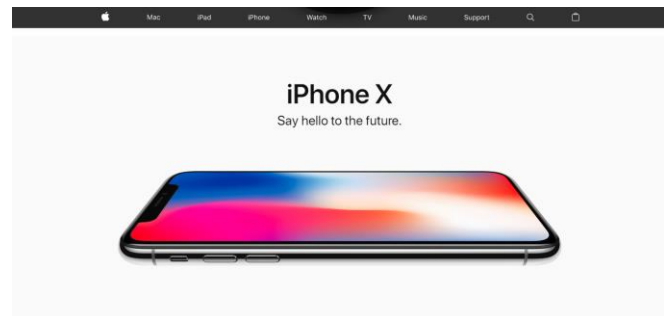 Mac iPad iPhone Watch TV Music Support
iPhone X
Say hello to the future.